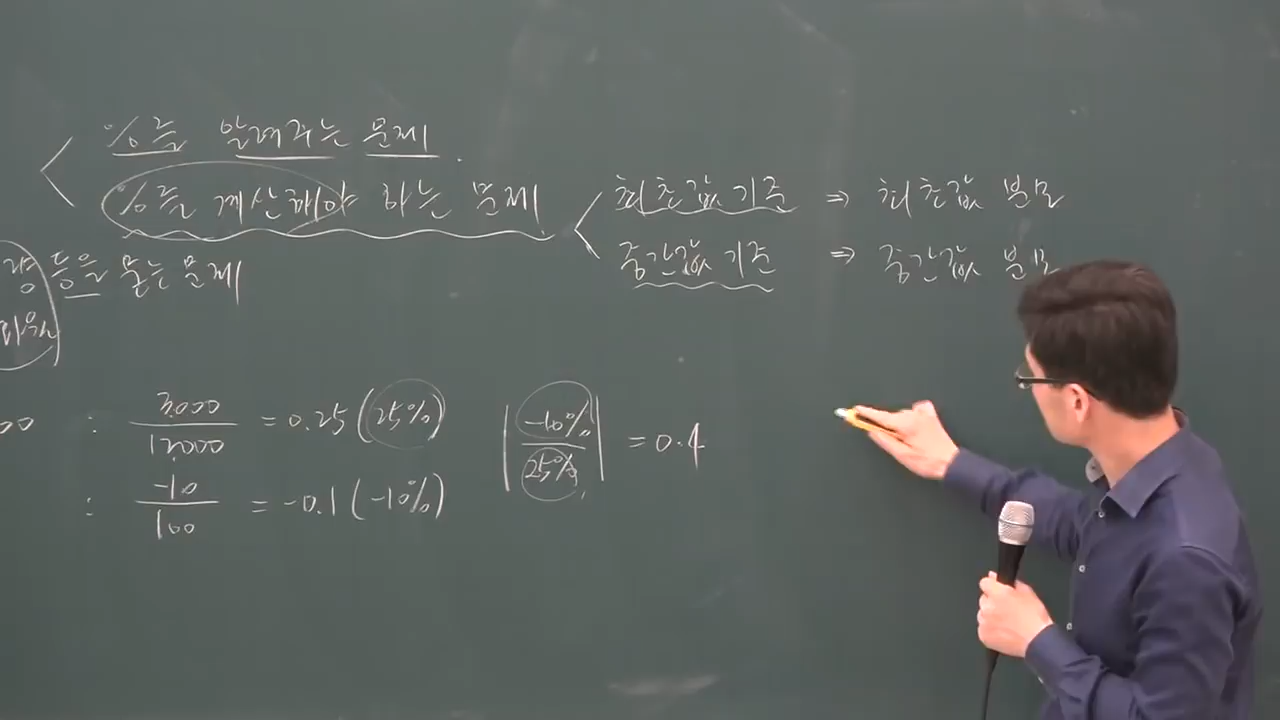 %를 알려주는 문제.
%를 계산해야 하는 문제
최초값 기준 ⇒ 최초값 분모
중간값 기준 ⇒ 중간값 분모
량 등을 묻는 문제
00 : 3000/12000 = 0.25 (25%)
: -10/100 = -0.1 (-10%)
|-10%/25%| = 0.4